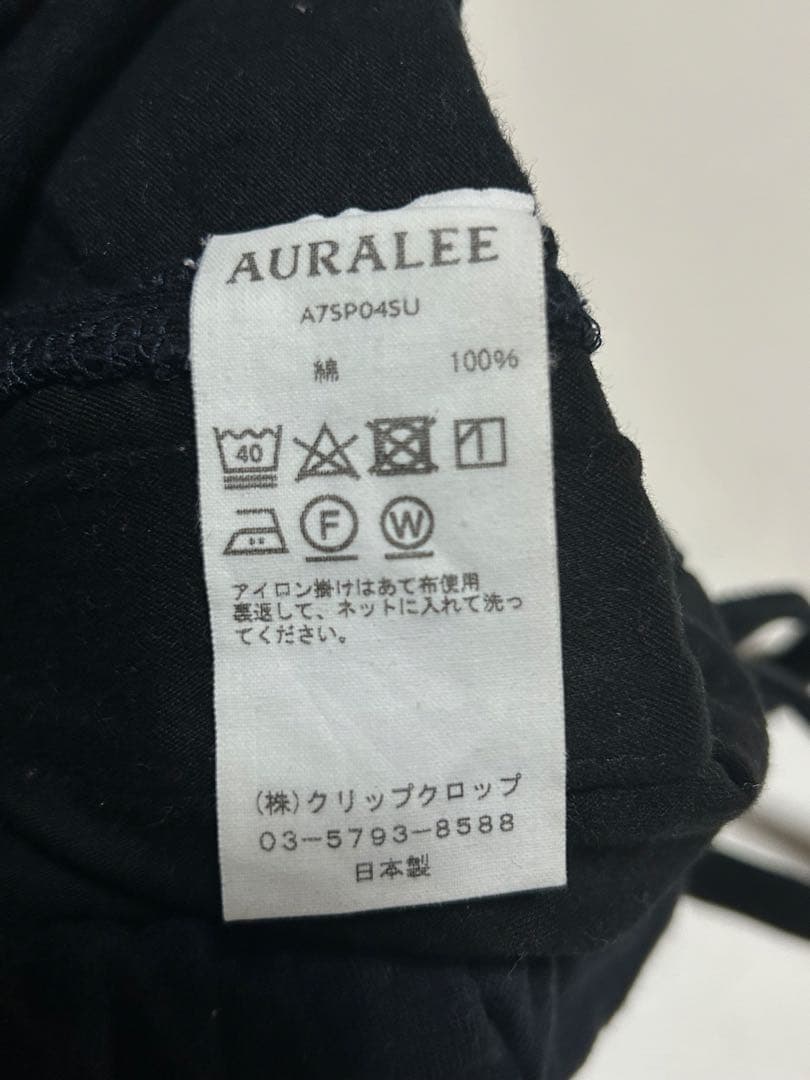 AURALEE
A7SP04SU
綿 100%
40
F W
アイロン掛けはあて布使用
裏返して、ネットに入れて洗っ
てください。
(株)クリップクロップ
03-5793-8588
日本製